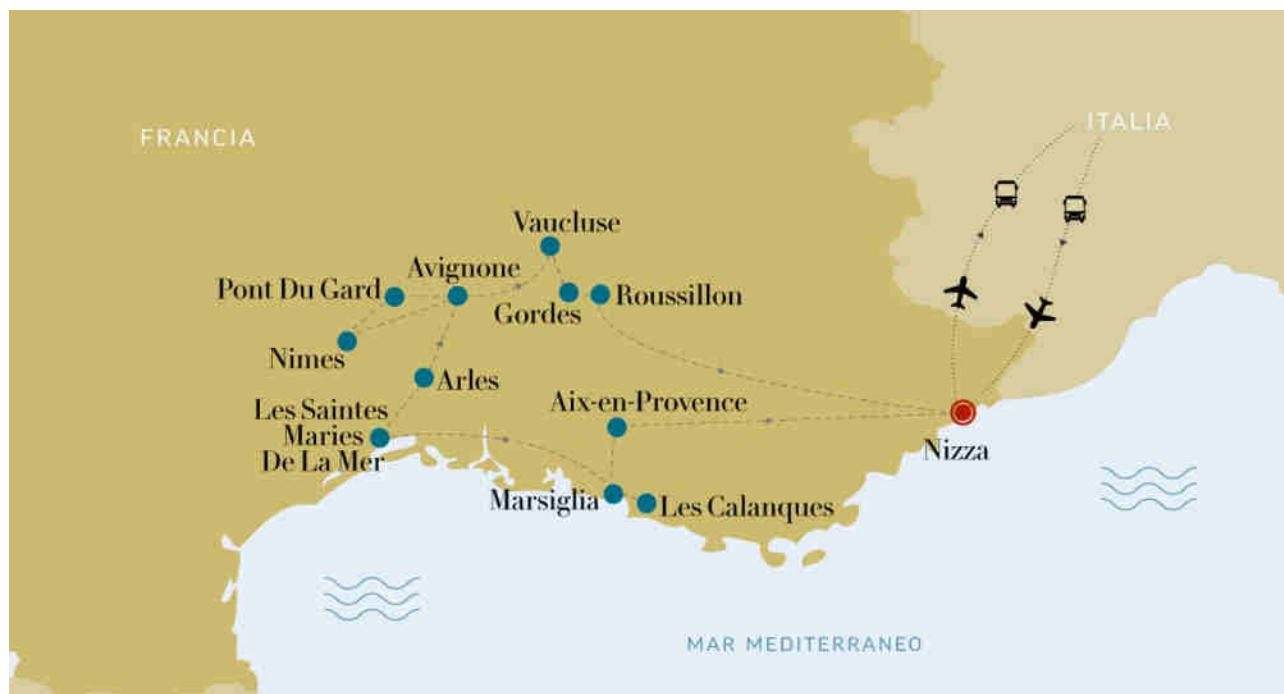 FRANCIA
ITALIA
Vaucluse
Avignone
Pont Du Gard
Gordes
Roussillon
Nimes
Arles
Les Saintes
Maries
De La Mer
Aix-en-Provence
Nizza
Marsiglia
Les Calanques
MAR MEDITERRANEO